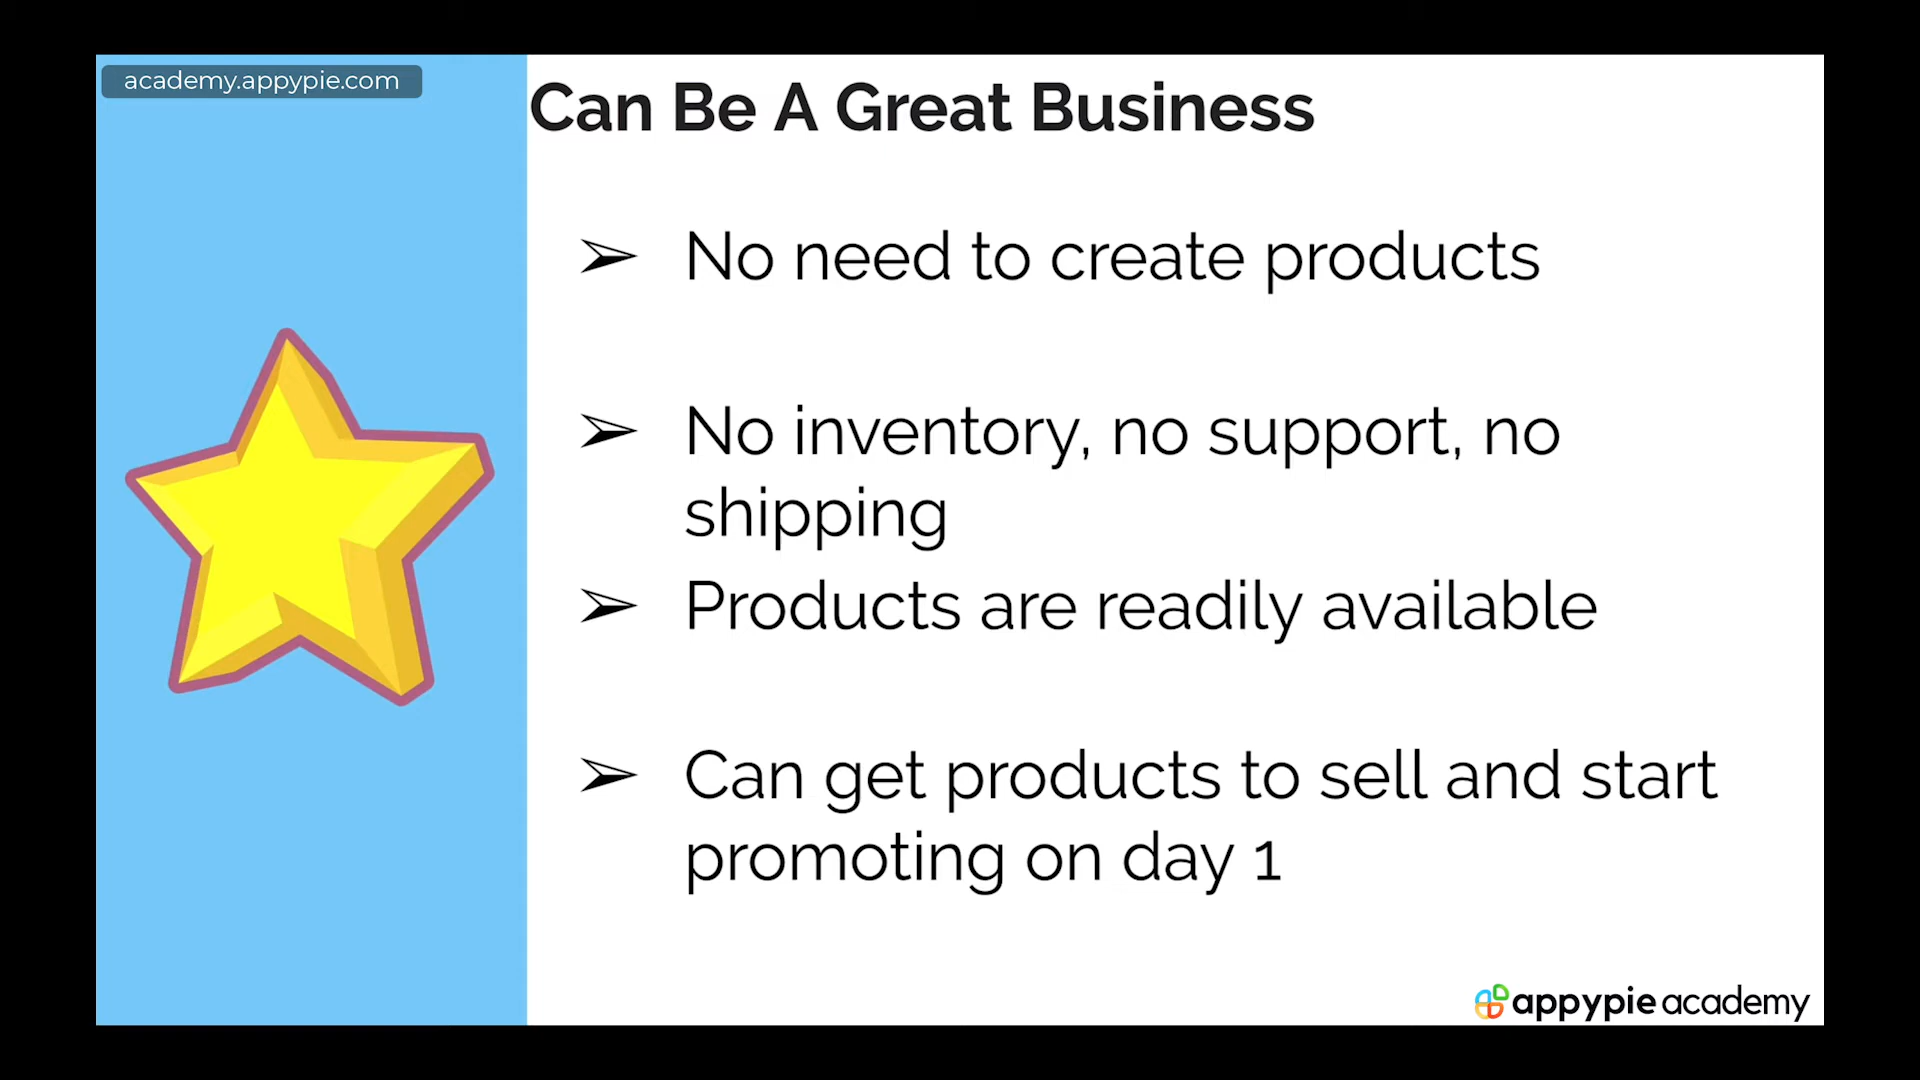 academy.appypie.com
Can Be A Great Business
➢ No need to create products
➢ No inventory, no support, no
shipping
➢ Products are readily available
➢ Can get products to sell and start
promoting on day 1
appypie academy